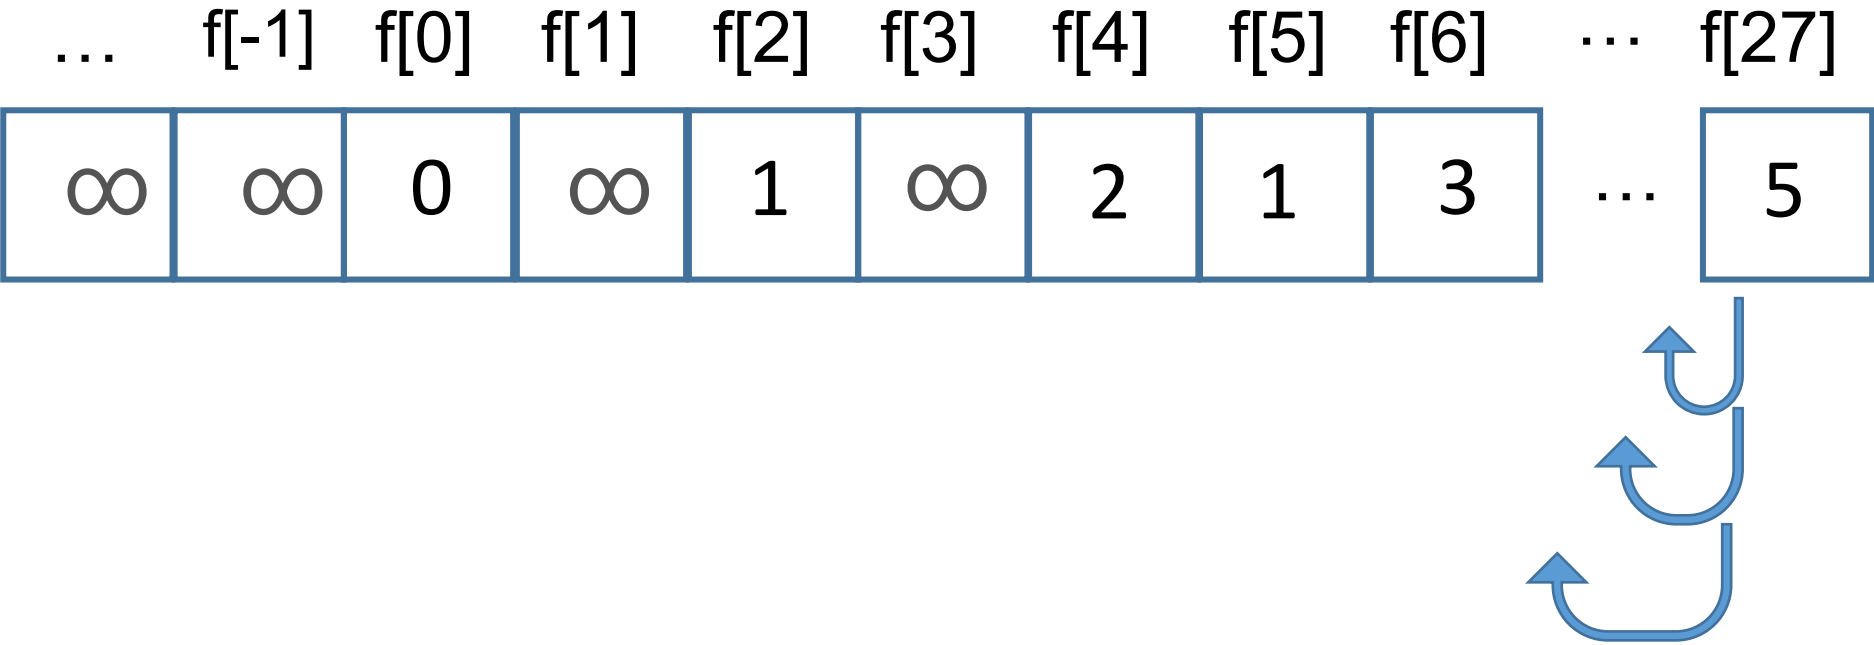 … f[-1] f[0] f[1] f[2] f[3] f[4] f[5] f[6] … f[27]
∞ ∞ 0 ∞ 1 ∞ 2 1 3 … 5